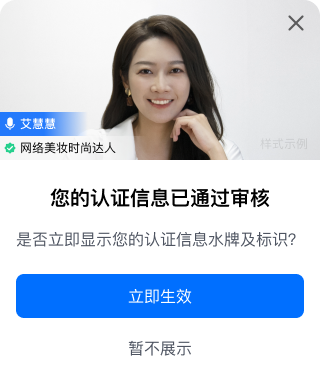 艾慧慧
网络美妆时尚达人
样式示例
您的认证信息已通过审核
是否立即显示您的认证信息水牌及标识?
立即生效
暂不展示